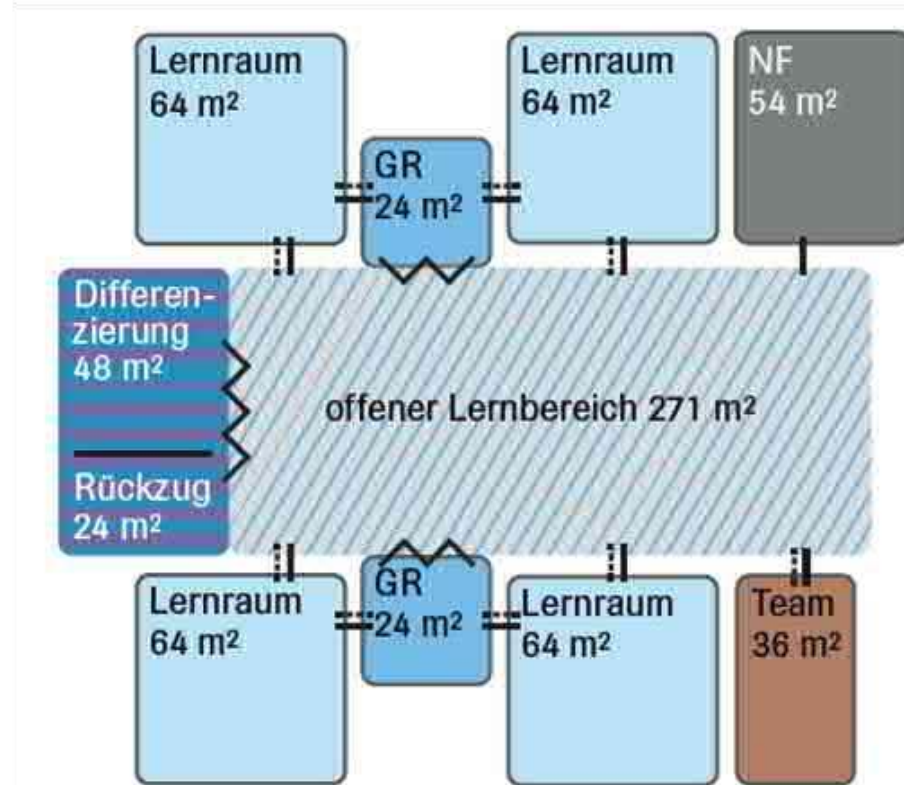 Lernraum
64 m²
GR
24 m²
Lernraum
64 m²
NF
54 m²
Differen-
zierung
48 m²
Rückzug
24 m²
offener Lernbereich 271 m²
Lernraum
64 m²
GR
24 m²
Lernraum
64 m²
Team
36 m²